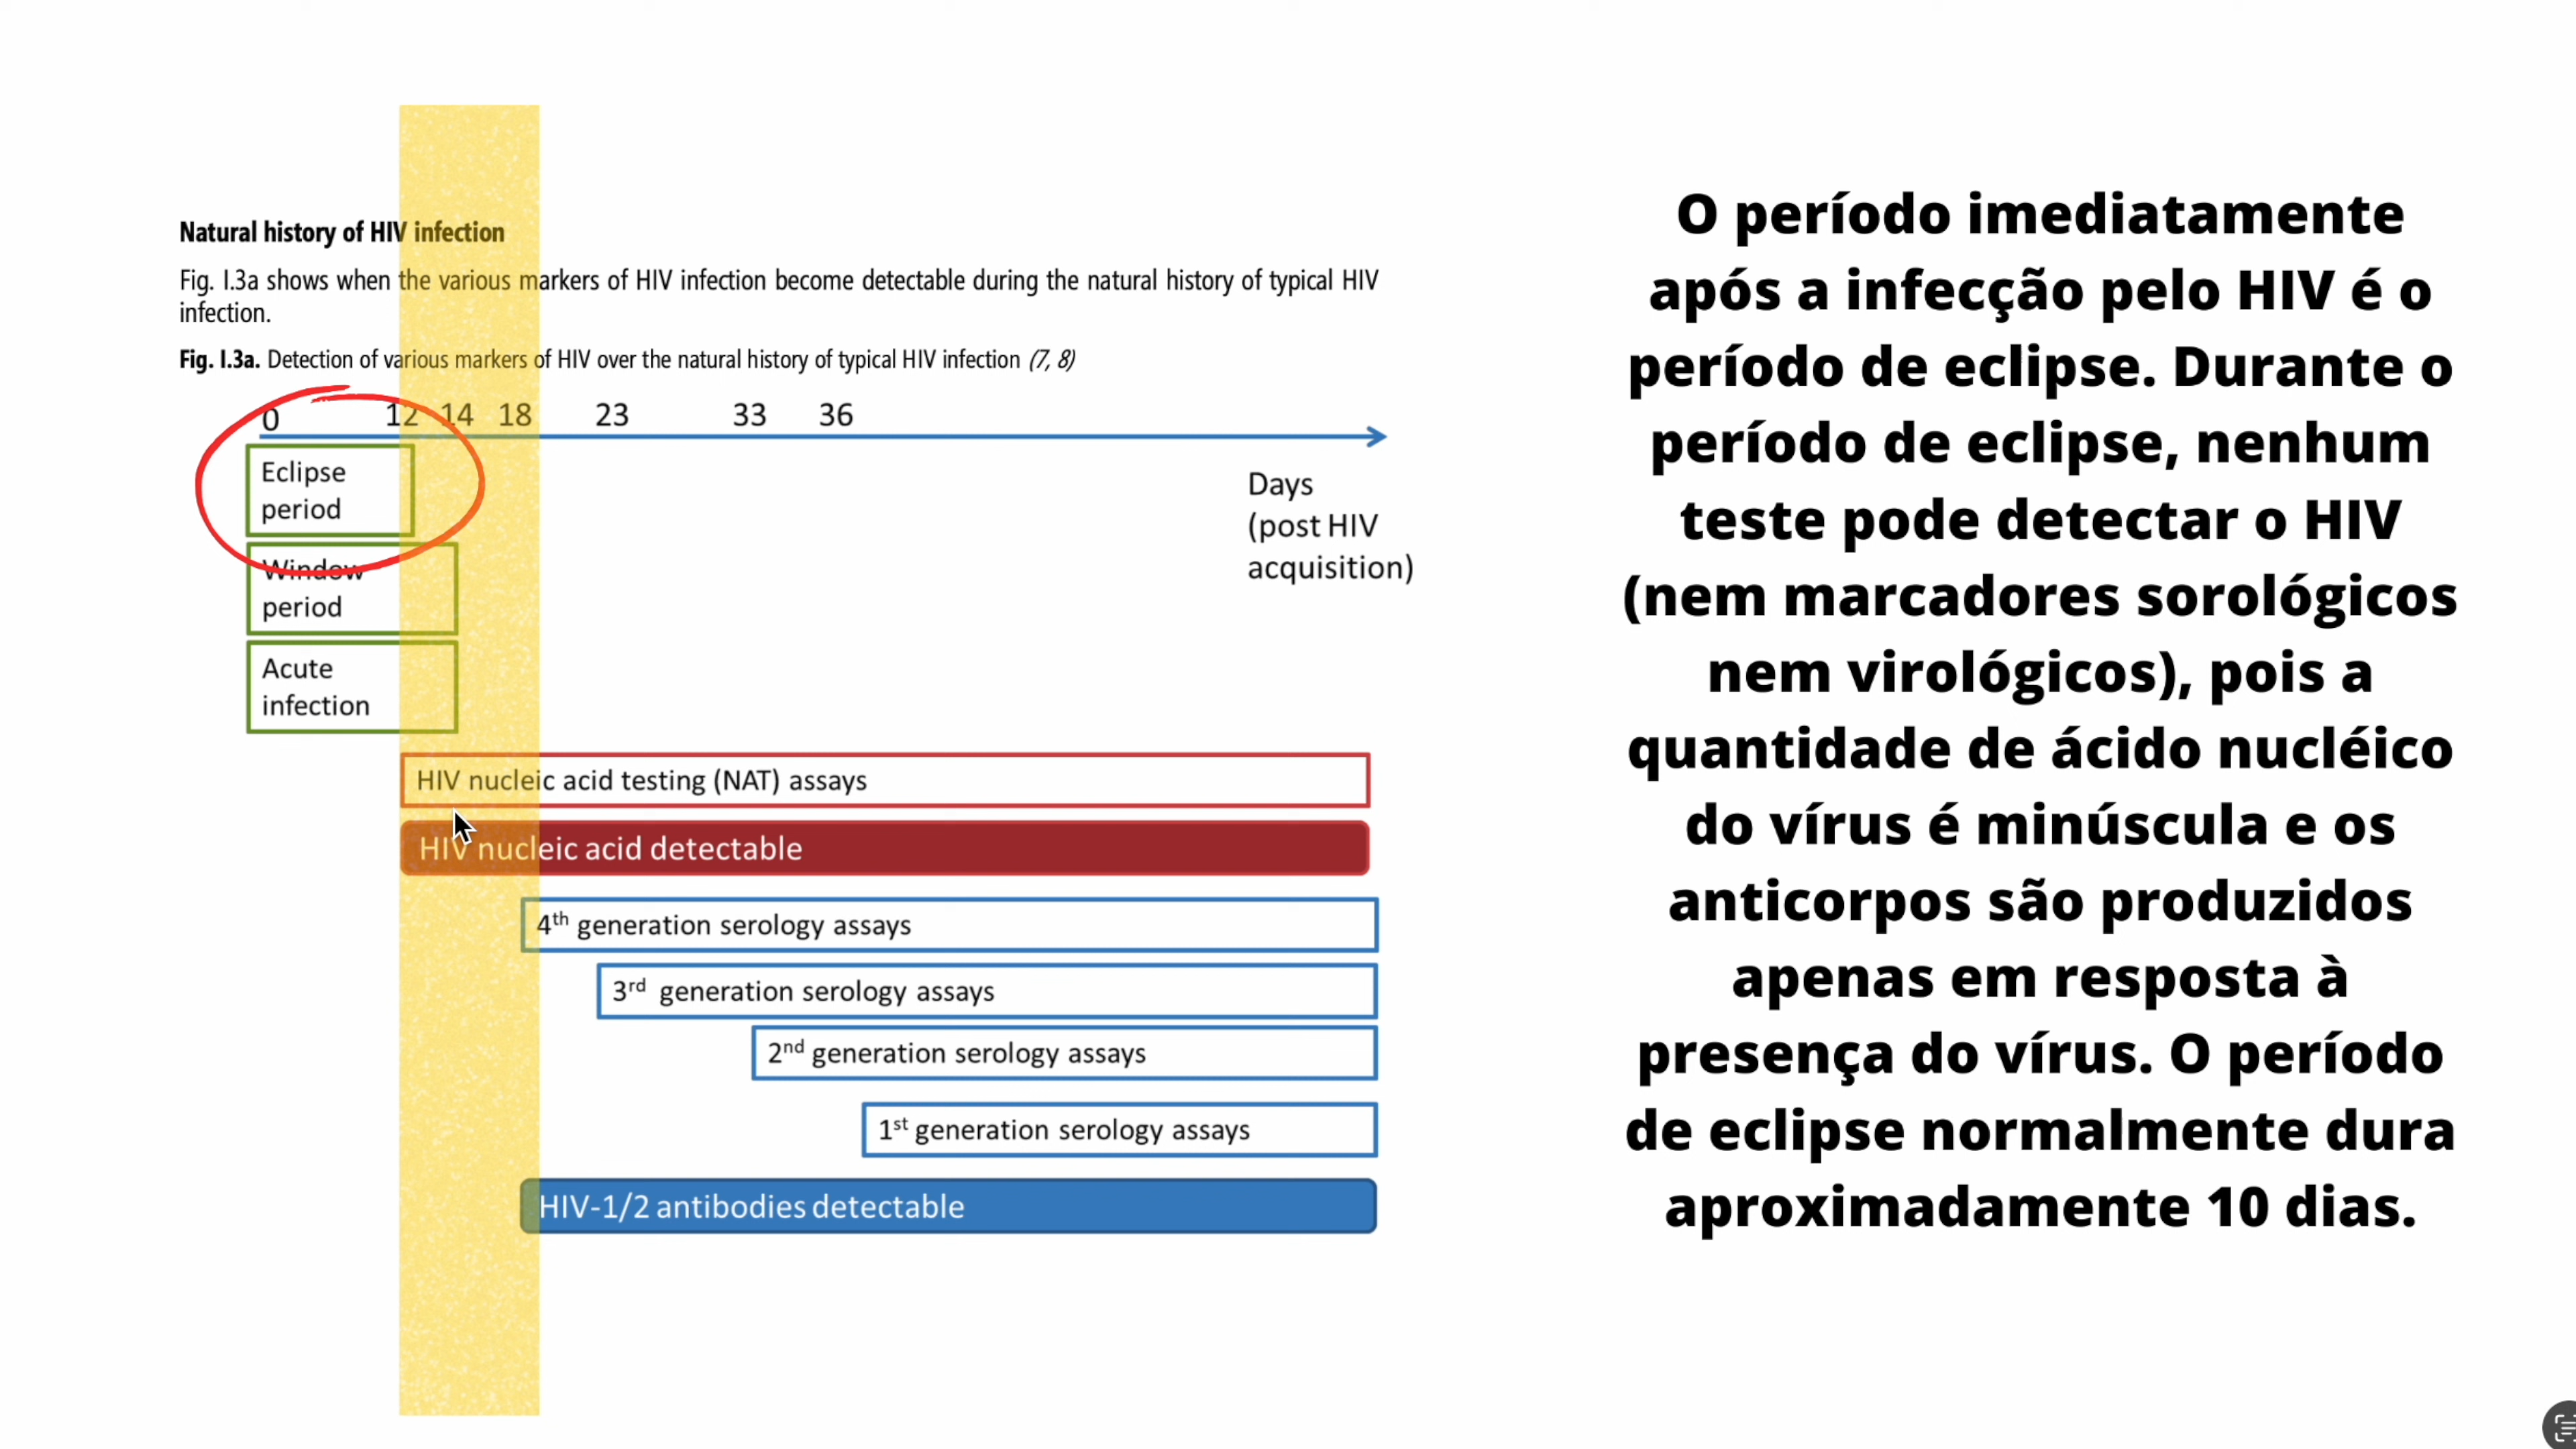 Natural history of HIV infection
Fig. I.3a shows when the various markers of HIV infection become detectable during the natural history of typical HIV
infection.
Fig. I.3a. Detection of various markers of HIV over the natural history of typical HIV infection (7, 8)
0 12 14 18 23 33 36
Eclipse
period
Days
(post HIV
acquisition)
Window
period
Acute
infection
HIV nucleic acid testing (NAT) assays
HIV nucleic acid detectable
4th generation serology assays
3rd generation serology assays
2nd generation serology assays
1st generation serology assays
HIV-1/2 antibodies detectable
O período imediatamente
após a infecção pelo HIV é o
período de eclipse. Durante o
período de eclipse, nenhum
teste pode detectar o HIV
(nem marcadores sorológicos
nem virológicos), pois a
quantidade de ácido nucléico
do vírus é minúscula e os
anticorpos são produzidos
apenas em resposta à
presença do vírus. O período
de eclipse normalmente dura
aproximadamente 10 dias.